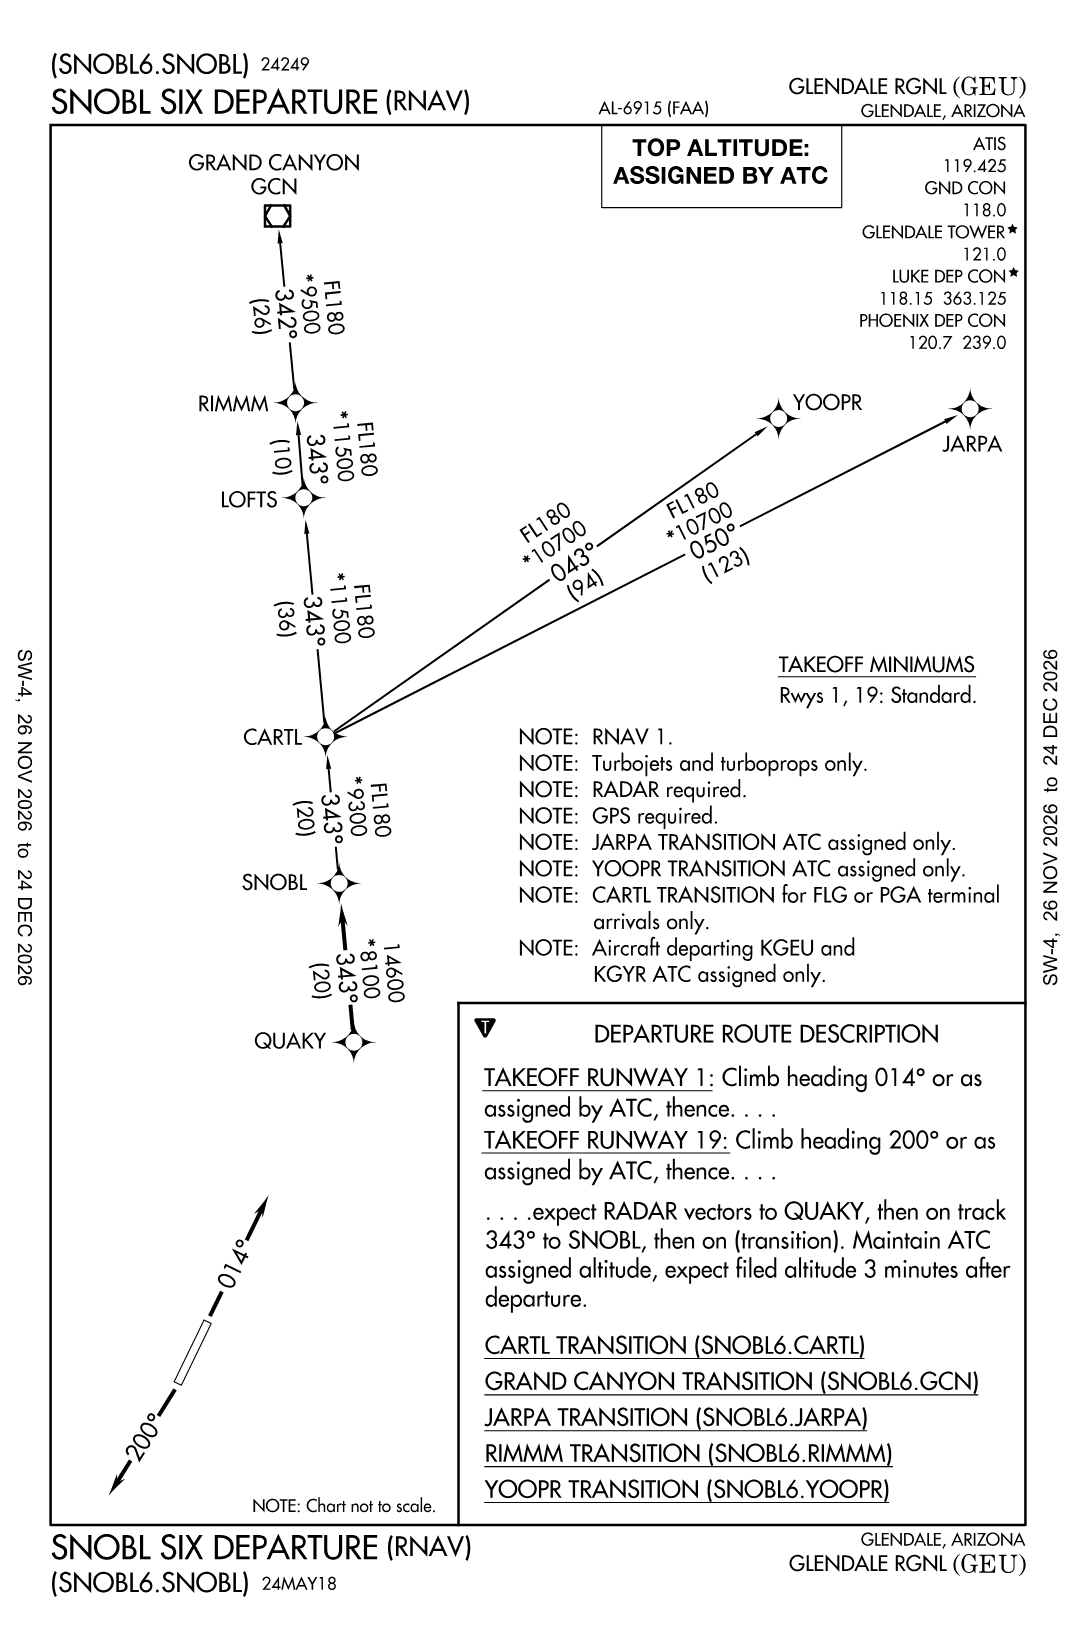 (SNOBL6.SNOBL) 24249
SNOBL SIX DEPARTURE (RNAV)
AL-6915 (FAA)
GLENDALE RGNL (GEU)
GLENDALE, ARIZONA
TOP ALTITUDE:
ASSIGNED BY ATC
ATIS
119.425
GND CON
118.0
GLENDALE TOWER★
121.0
LUKE DEP CON★
118.15 363.125
PHOENIX DEP CON
120.7 239.0
GRAND CANYON
GCN
FL180
*9500
342°
(26)
RIMMM
FL180
*11500
343°
(10)
LOFTS
YOOPR
JARPA
FL180
*10700
043°
(94)
FL180
*10700
050°
(123)
FL180
*11500
343°
(36)
CARTL
FL180
*9300
343°
(20)
SNOBL
14600
*8100
343°
(20)
QUAKY
TAKEOFF MINIMUMS
Rwys 1, 19: Standard.
NOTE: RNAV 1.
NOTE: Turbojets and turboprops only.
NOTE: RADAR required.
NOTE: GPS required.
NOTE: JARPA TRANSITION ATC assigned only.
NOTE: YOOPR TRANSITION ATC assigned only.
NOTE: CARTL TRANSITION for FLG or PGA terminal
arrivals only.
NOTE: Aircraft departing KGEU and
KGYR ATC assigned only.
SW-4, 26 NOV 2026 to 24 DEC 2026
SW-4, 26 NOV 2026 to 24 DEC 2026
T
DEPARTURE ROUTE DESCRIPTION
TAKEOFF RUNWAY 1: Climb heading 014° or as
assigned by ATC, thence. . . .
TAKEOFF RUNWAY 19: Climb heading 200° or as
assigned by ATC, thence. . . .
. . . .expect RADAR vectors to QUAKY, then on track
343° to SNOBL, then on (transition). Maintain ATC
assigned altitude, expect filed altitude 3 minutes after
departure.
CARTL TRANSITION (SNOBL6.CARTL)
GRAND CANYON TRANSITION (SNOBL6.GCN)
JARPA TRANSITION (SNOBL6.JARPA)
RIMMM TRANSITION (SNOBL6.RIMMM)
YOOPR TRANSITION (SNOBL6.YOOPR)
014°
200°
NOTE: Chart not to scale.
SNOBL SIX DEPARTURE (RNAV)
(SNOBL6.SNOBL) 24MAY18
GLENDALE, ARIZONA
GLENDALE RGNL (GEU)